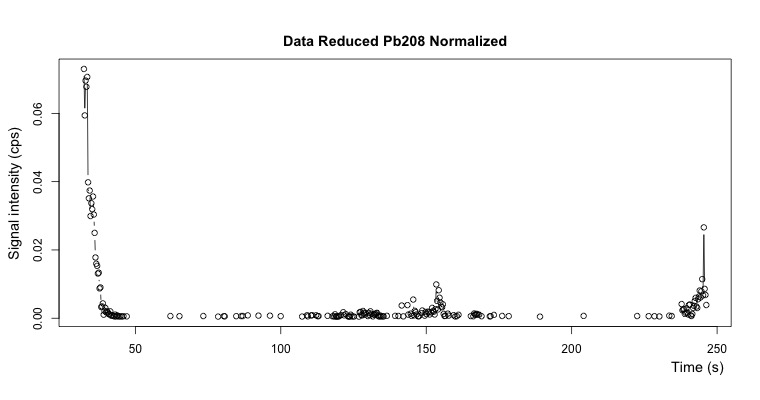 Data Reduced Pb208 Normalized
Signal intensity (cps)
0.06
0.04
0.02
0.00
50 100 150 200 250
Time (s)